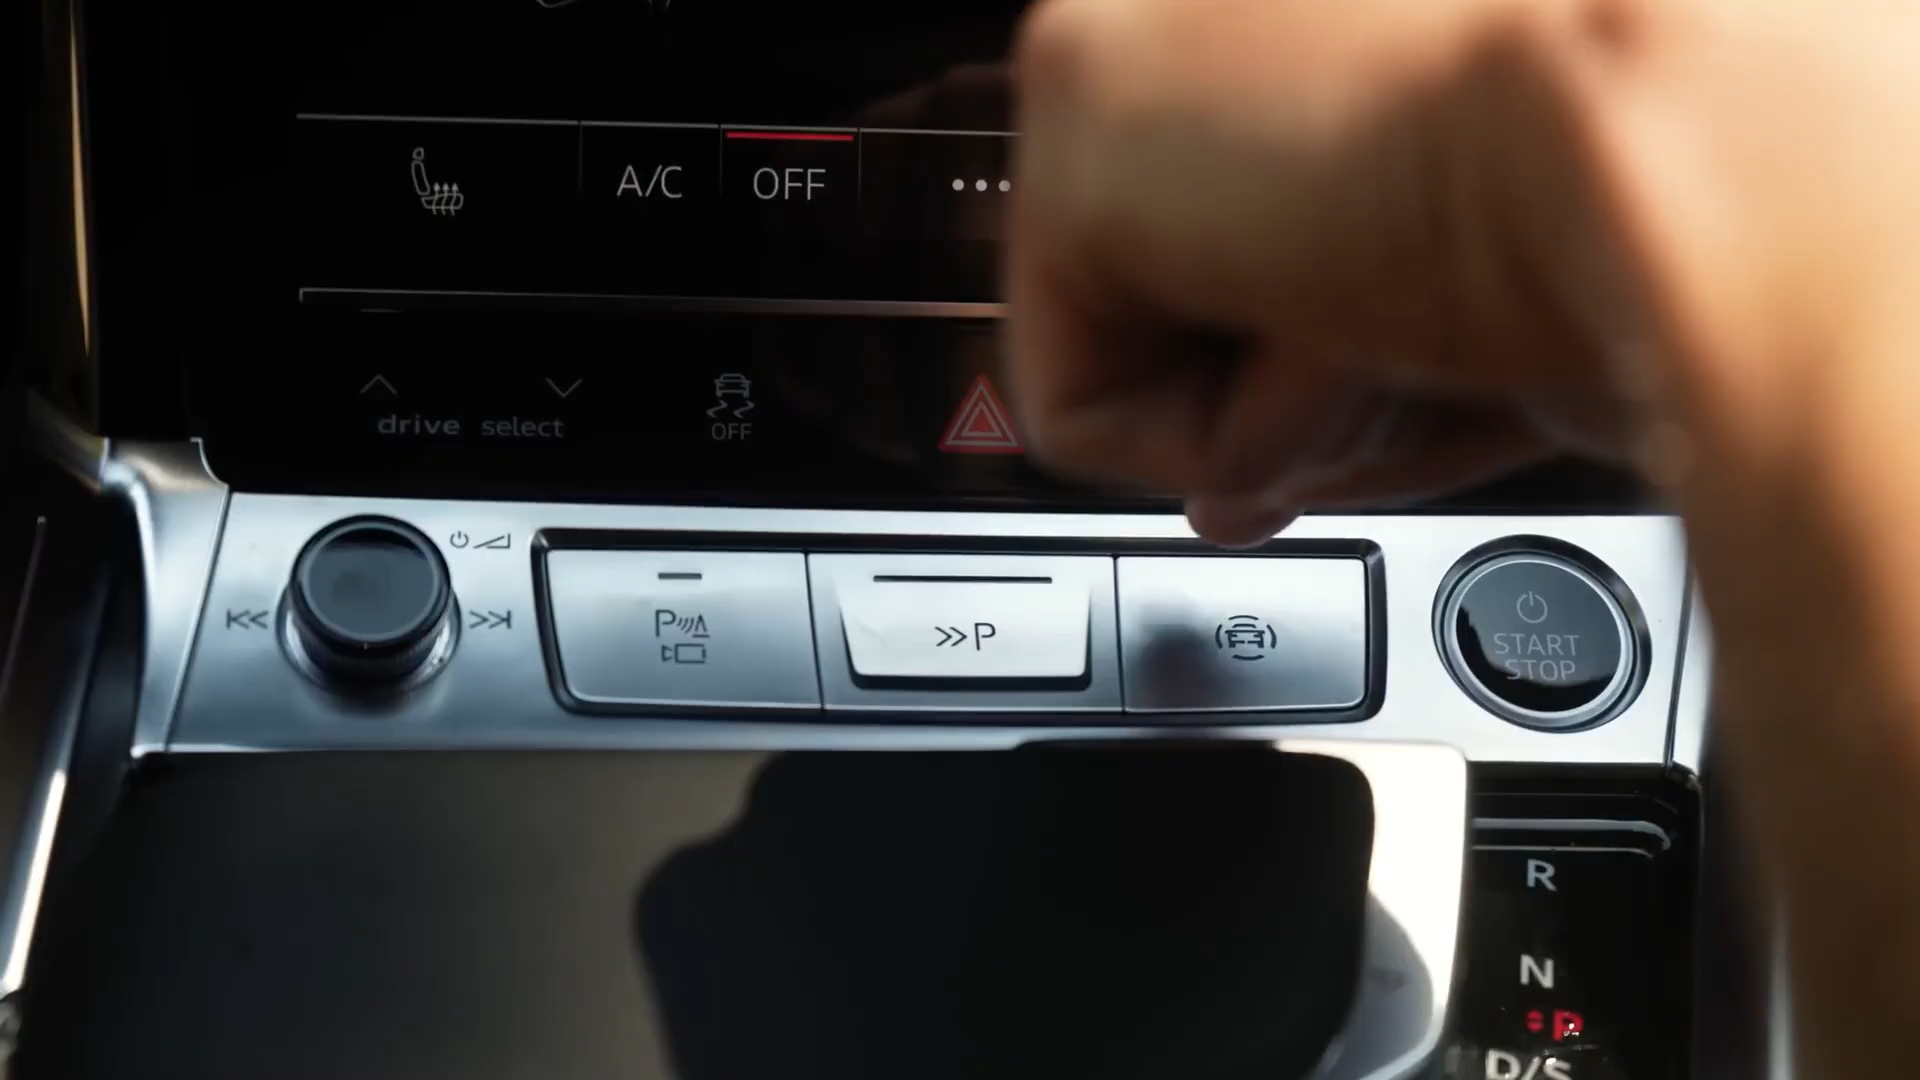 A/C OFF
drive select
OFF
P
>>P
START
STOP
R
N
P
D/S